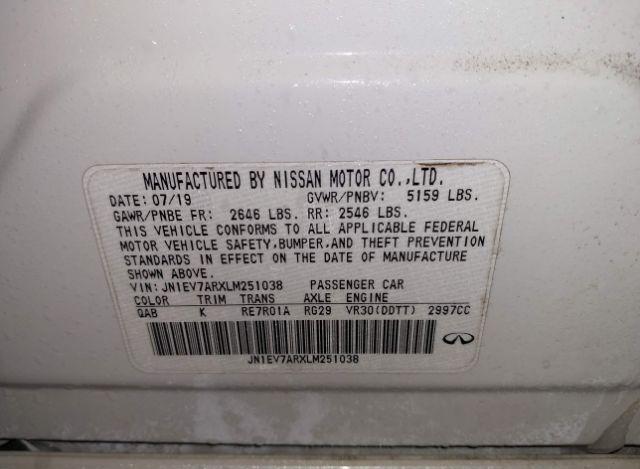 MANUFACTURED BY NISSAN MOTOR CO.,LTD.
DATE: 07/19 GVWR/PNBV: 5159 LBS.
GAWR/PNBE FR: 2646 LBS. RR: 2546 LBS.
THIS VEHICLE CONFORMS TO ALL APPLICABLE FEDERAL
MOTOR VEHICLE SAFETY,BUMPER,AND THEFT PREVENTION
STANDARDS IN EFFECT ON THE DATE OF MANUFACTURE
SHOWN ABOVE.
VIN: JN1EV7ARXLM251038 PASSENGER CAR
COLOR TRIM TRANS AXLE ENGINE
QAB K RE7R01A RG29 VR30(DDTT) 2997CC
JN1EV7ARXLM251038